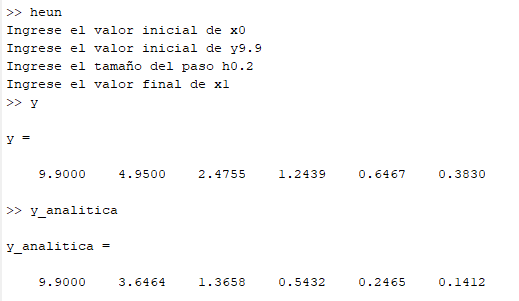 >> heun
Ingrese el valor inicial de x0
Ingrese el valor inicial de y9.9
Ingrese el tamaño del paso h0.2
Ingrese el valor final de x1
>> y
y =
9.9000 4.9500 2.4755 1.2439 0.6467 0.3830
>> y_analitica
y_analitica =
9.9000 3.6464 1.3658 0.5432 0.2465 0.1412